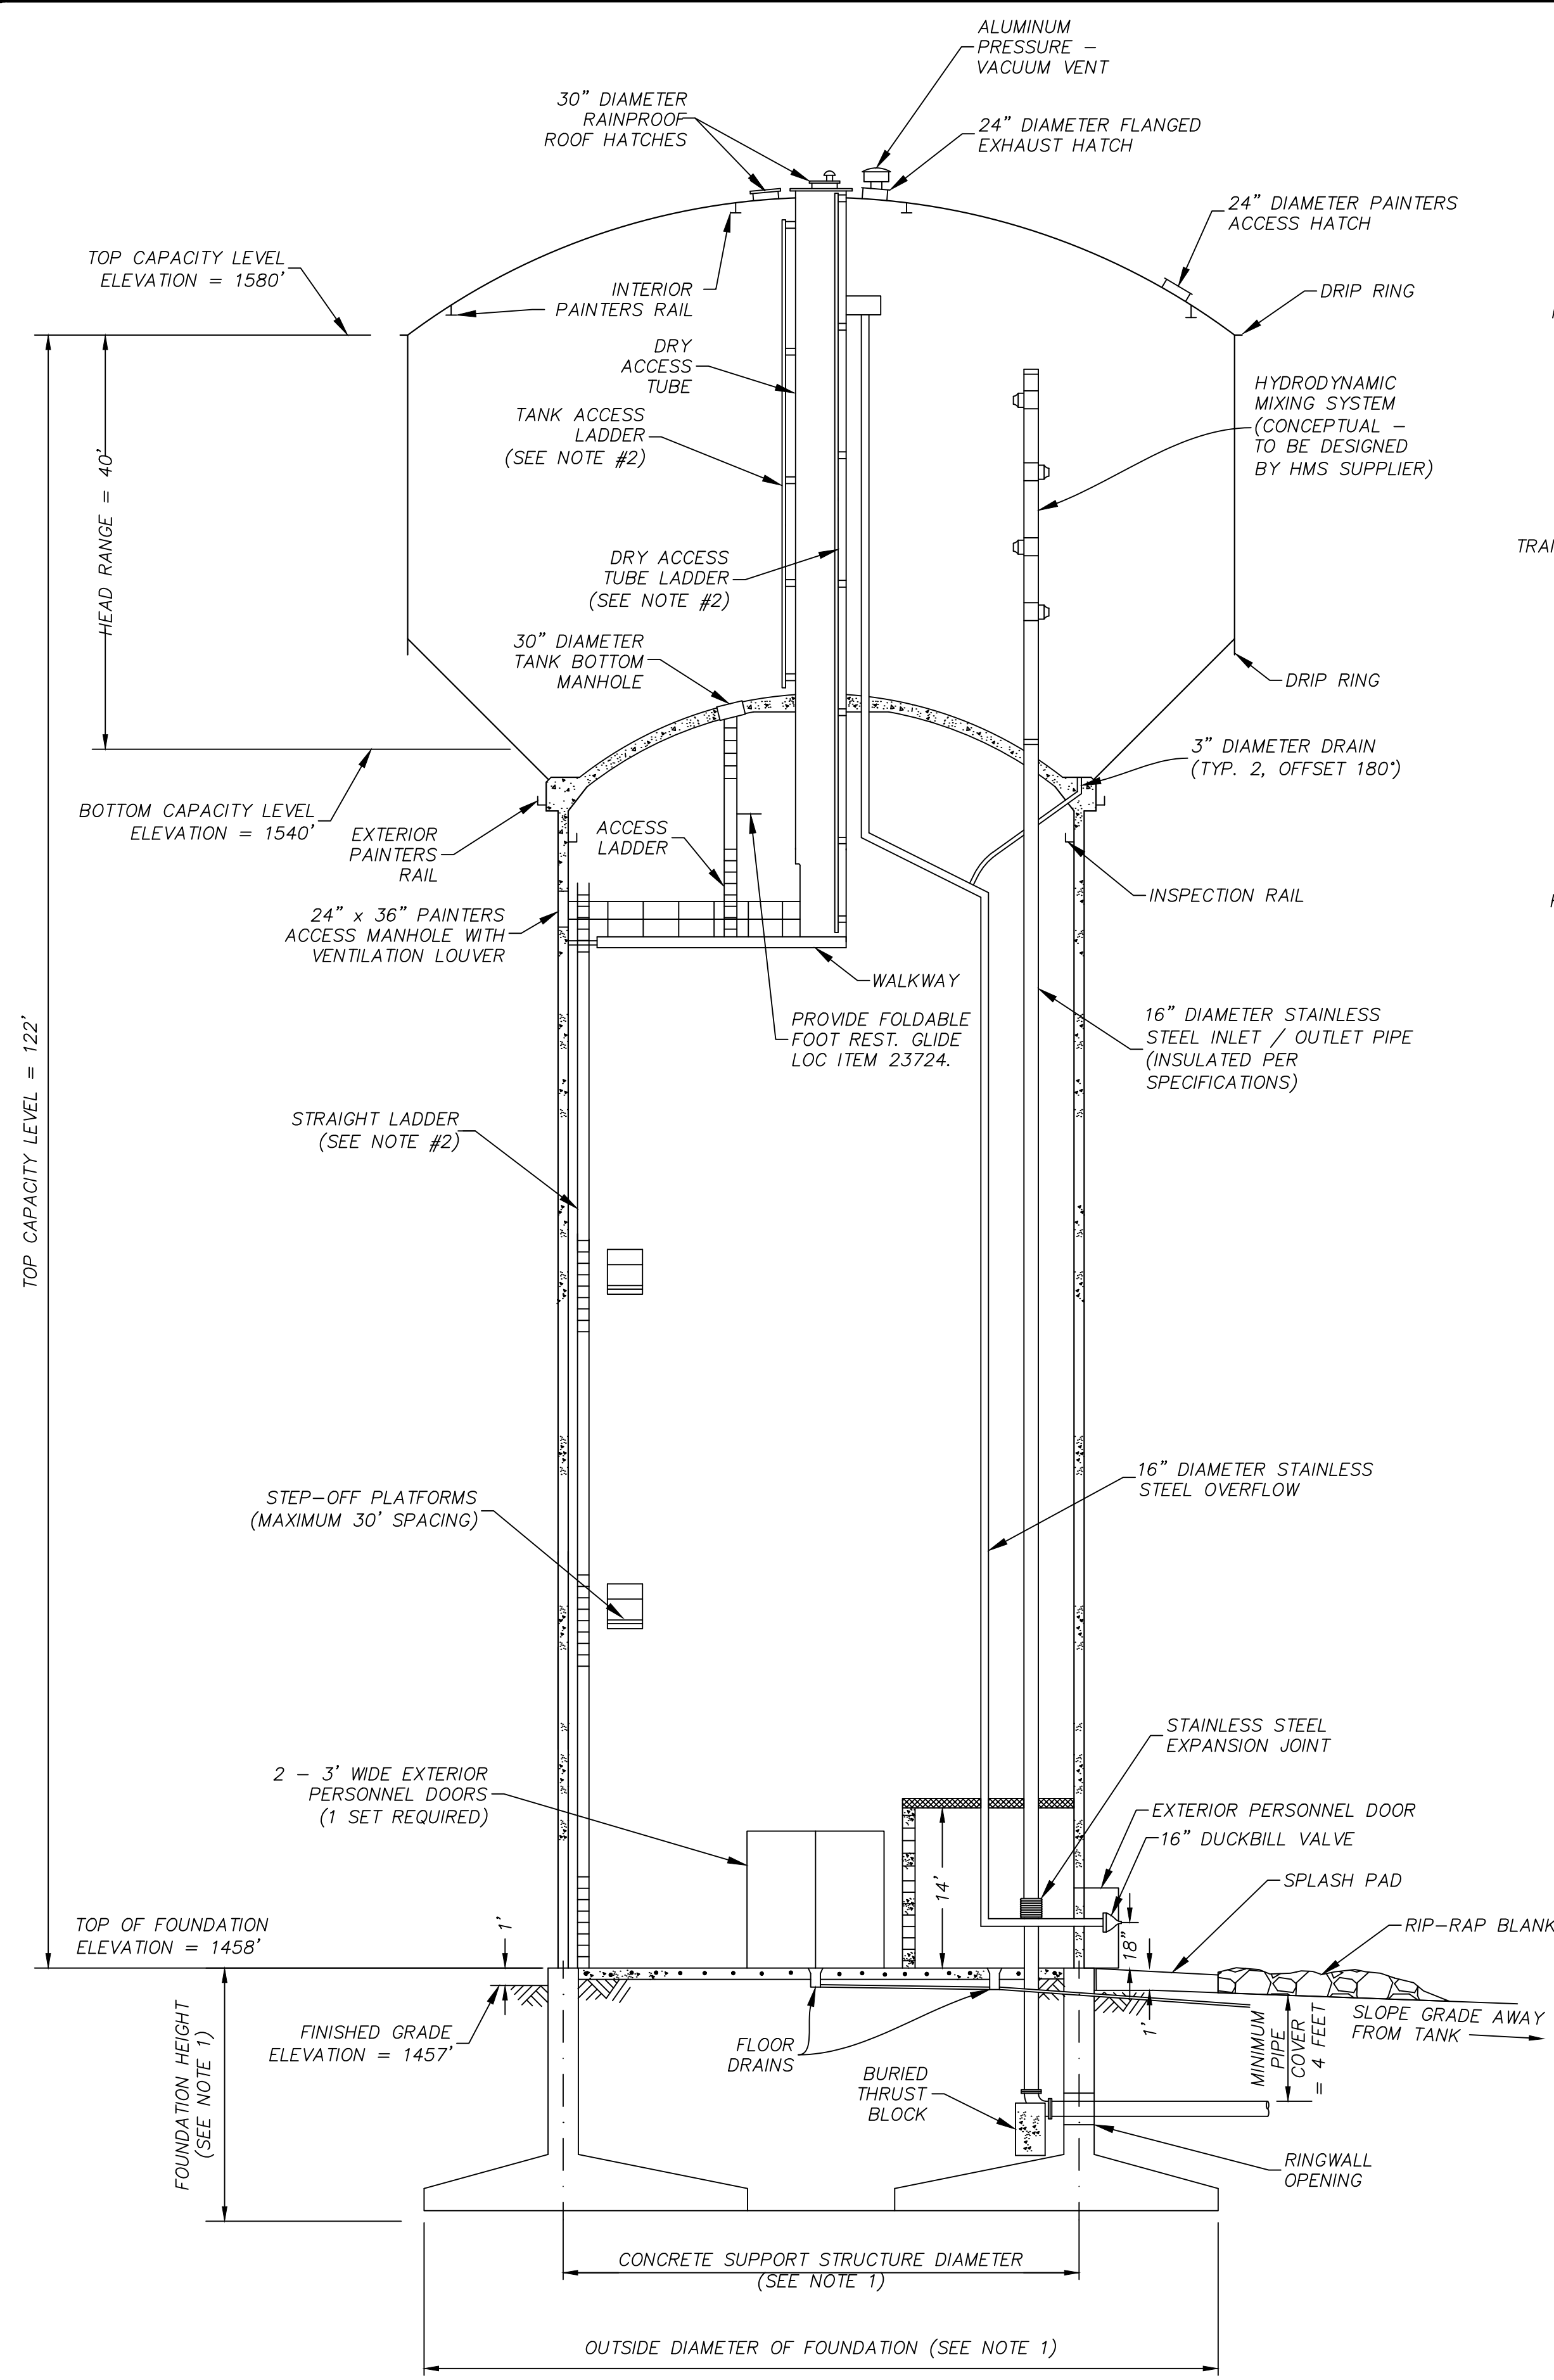 ALUMINUM
PRESSURE –
VACUUM VENT
30” DIAMETER
RAINPROOF
ROOF HATCHES
24” DIAMETER FLANGED
EXHAUST HATCH
24” DIAMETER PAINTERS
ACCESS HATCH
TOP CAPACITY LEVEL
ELEVATION = 1580’
INTERIOR
PAINTERS RAIL
DRIP RING
DRY
ACCESS
TUBE
HYDRODYNAMIC
MIXING SYSTEM
(CONCEPTUAL –
TO BE DESIGNED
BY HMS SUPPLIER)
TANK ACCESS
LADDER
(SEE NOTE #2)
HEAD RANGE = 40’
DRY ACCESS
TUBE LADDER
(SEE NOTE #2)
TRAI
30” DIAMETER
TANK BOTTOM
MANHOLE
DRIP RING
3” DIAMETER DRAIN
(TYP. 2, OFFSET 180°)
BOTTOM CAPACITY LEVEL
ELEVATION = 1540’
EXTERIOR
PAINTERS
RAIL
ACCESS
LADDER
INSPECTION RAIL
24” x 36” PAINTERS
ACCESS MANHOLE WITH
VENTILATION LOUVER
WALKWAY
PROVIDE FOLDABLE
FOOT REST. GLIDE
LOC ITEM 23724.
16” DIAMETER STAINLESS
STEEL INLET / OUTLET PIPE
(INSULATED PER
SPECIFICATIONS)
TOP CAPACITY LEVEL = 122’
STRAIGHT LADDER
(SEE NOTE #2)
16” DIAMETER STAINLESS
STEEL OVERFLOW
STEP–OFF PLATFORMS
(MAXIMUM 30’ SPACING)
STAINLESS STEEL
EXPANSION JOINT
2 – 3’ WIDE EXTERIOR
PERSONNEL DOORS
(1 SET REQUIRED)
EXTERIOR PERSONNEL DOOR
16” DUCKBILL VALVE
14’
SPLASH PAD
TOP OF FOUNDATION
ELEVATION = 1458’
1’
18”
RIP–RAP BLANK
FINISHED GRADE
ELEVATION = 1457’
FLOOR
DRAINS
1’
MINIMUM
PIPE
COVER
= 4 FEET
SLOPE GRADE AWAY
FROM TANK
FOUNDATION HEIGHT
(SEE NOTE 1)
BURIED
THRUST
BLOCK
RINGWALL
OPENING
CONCRETE SUPPORT STRUCTURE DIAMETER
(SEE NOTE 1)
OUTSIDE DIAMETER OF FOUNDATION (SEE NOTE 1)